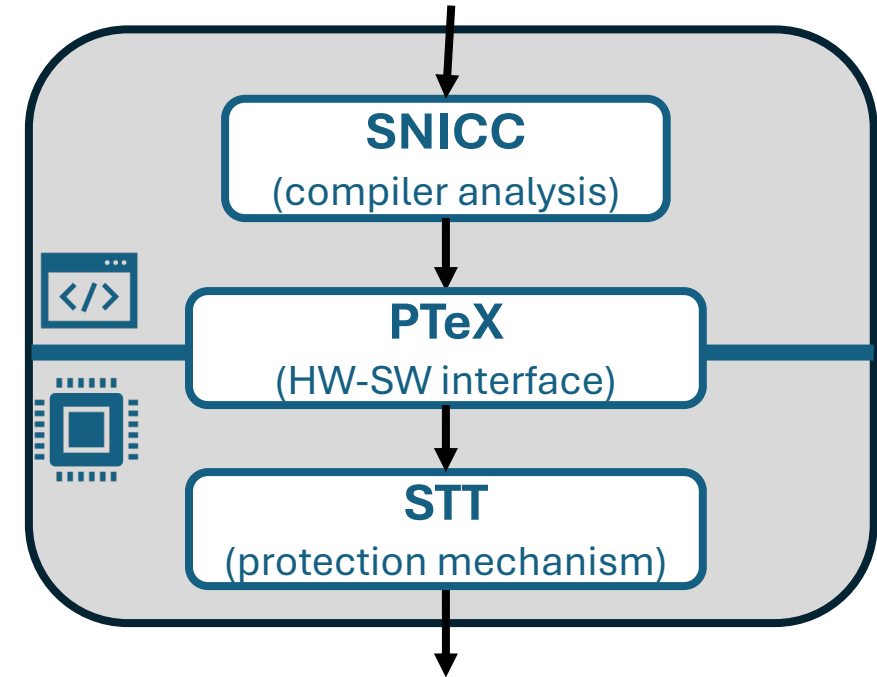 SNICC
(compiler analysis)
</>
PTeX
(HW-SW interface)
STT
(protection mechanism)